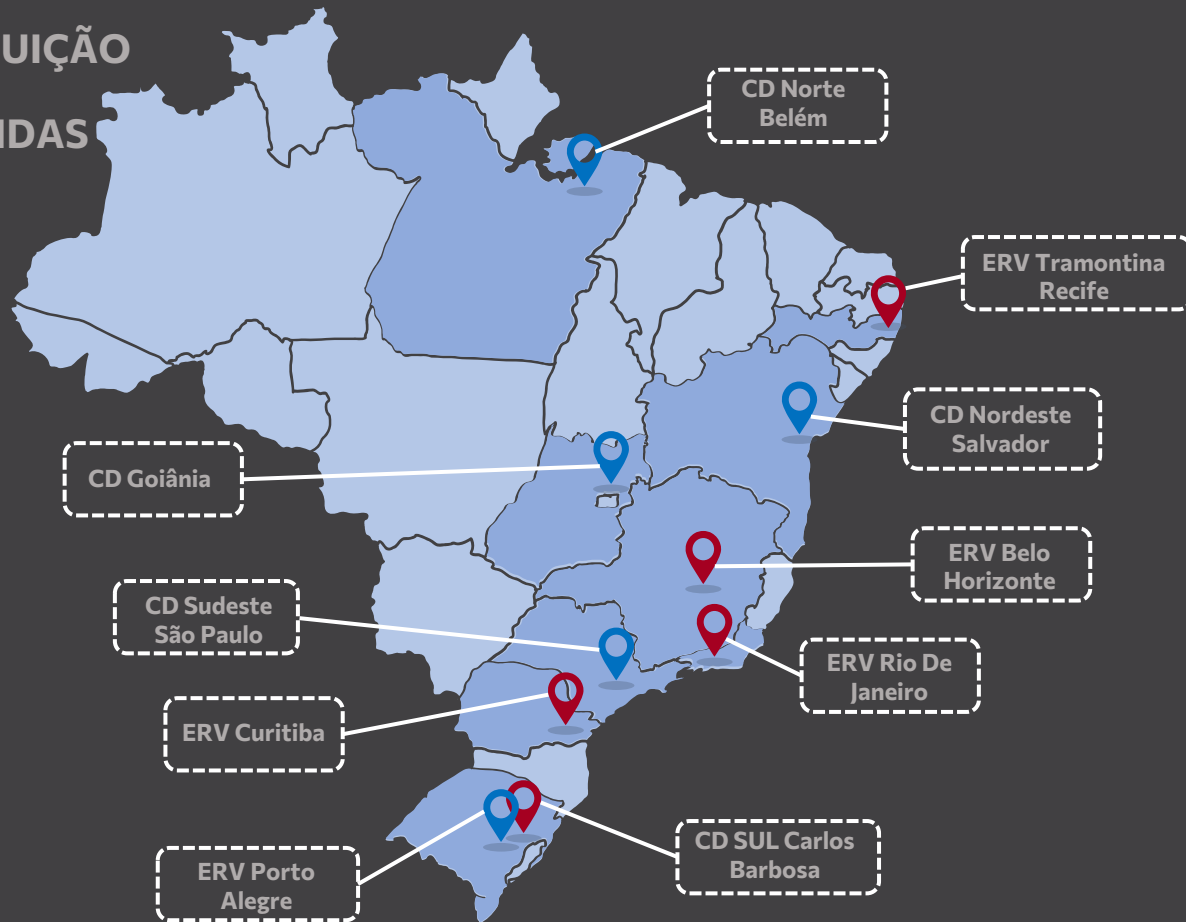 UIÇÃO
IDAS
CD Norte
Belém
ERV Tramontina
Recife
CD Nordeste
Salvador
CD Goiânia
ERV Belo
Horizonte
CD Sudeste
São Paulo
ERV Rio De
Janeiro
ERV Curitiba
CD SUL Carlos
Barbosa
ERV Porto
Alegre